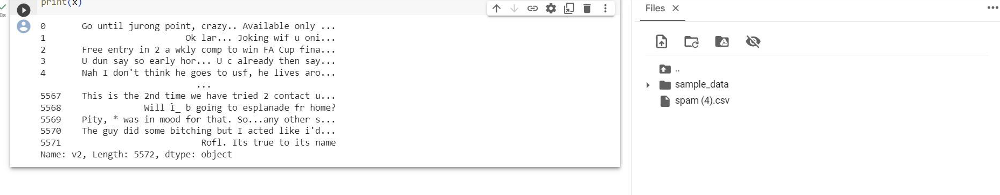 print(x)
0s
0 Go until jurong point, crazy.. Available only ...
1 Ok lar... Joking wif u oni...
2 Free entry in 2 a wkly comp to win FA Cup fina...
3 U dun say so early hor... U c already then say...
4 Nah I don't think he goes to usf, he lives aro...
...
5567 This is the 2nd time we have tried 2 contact u...
5568 Will Ì_ b going to esplanade fr home?
5569 Pity, * was in mood for that. So...any other s...
5570 The guy did some bitching but I acted like i'd...
5571 Rofl. Its true to its name
Name: v2, Length: 5572, dtype: object
Files
..
sample_data
spam (4).csv